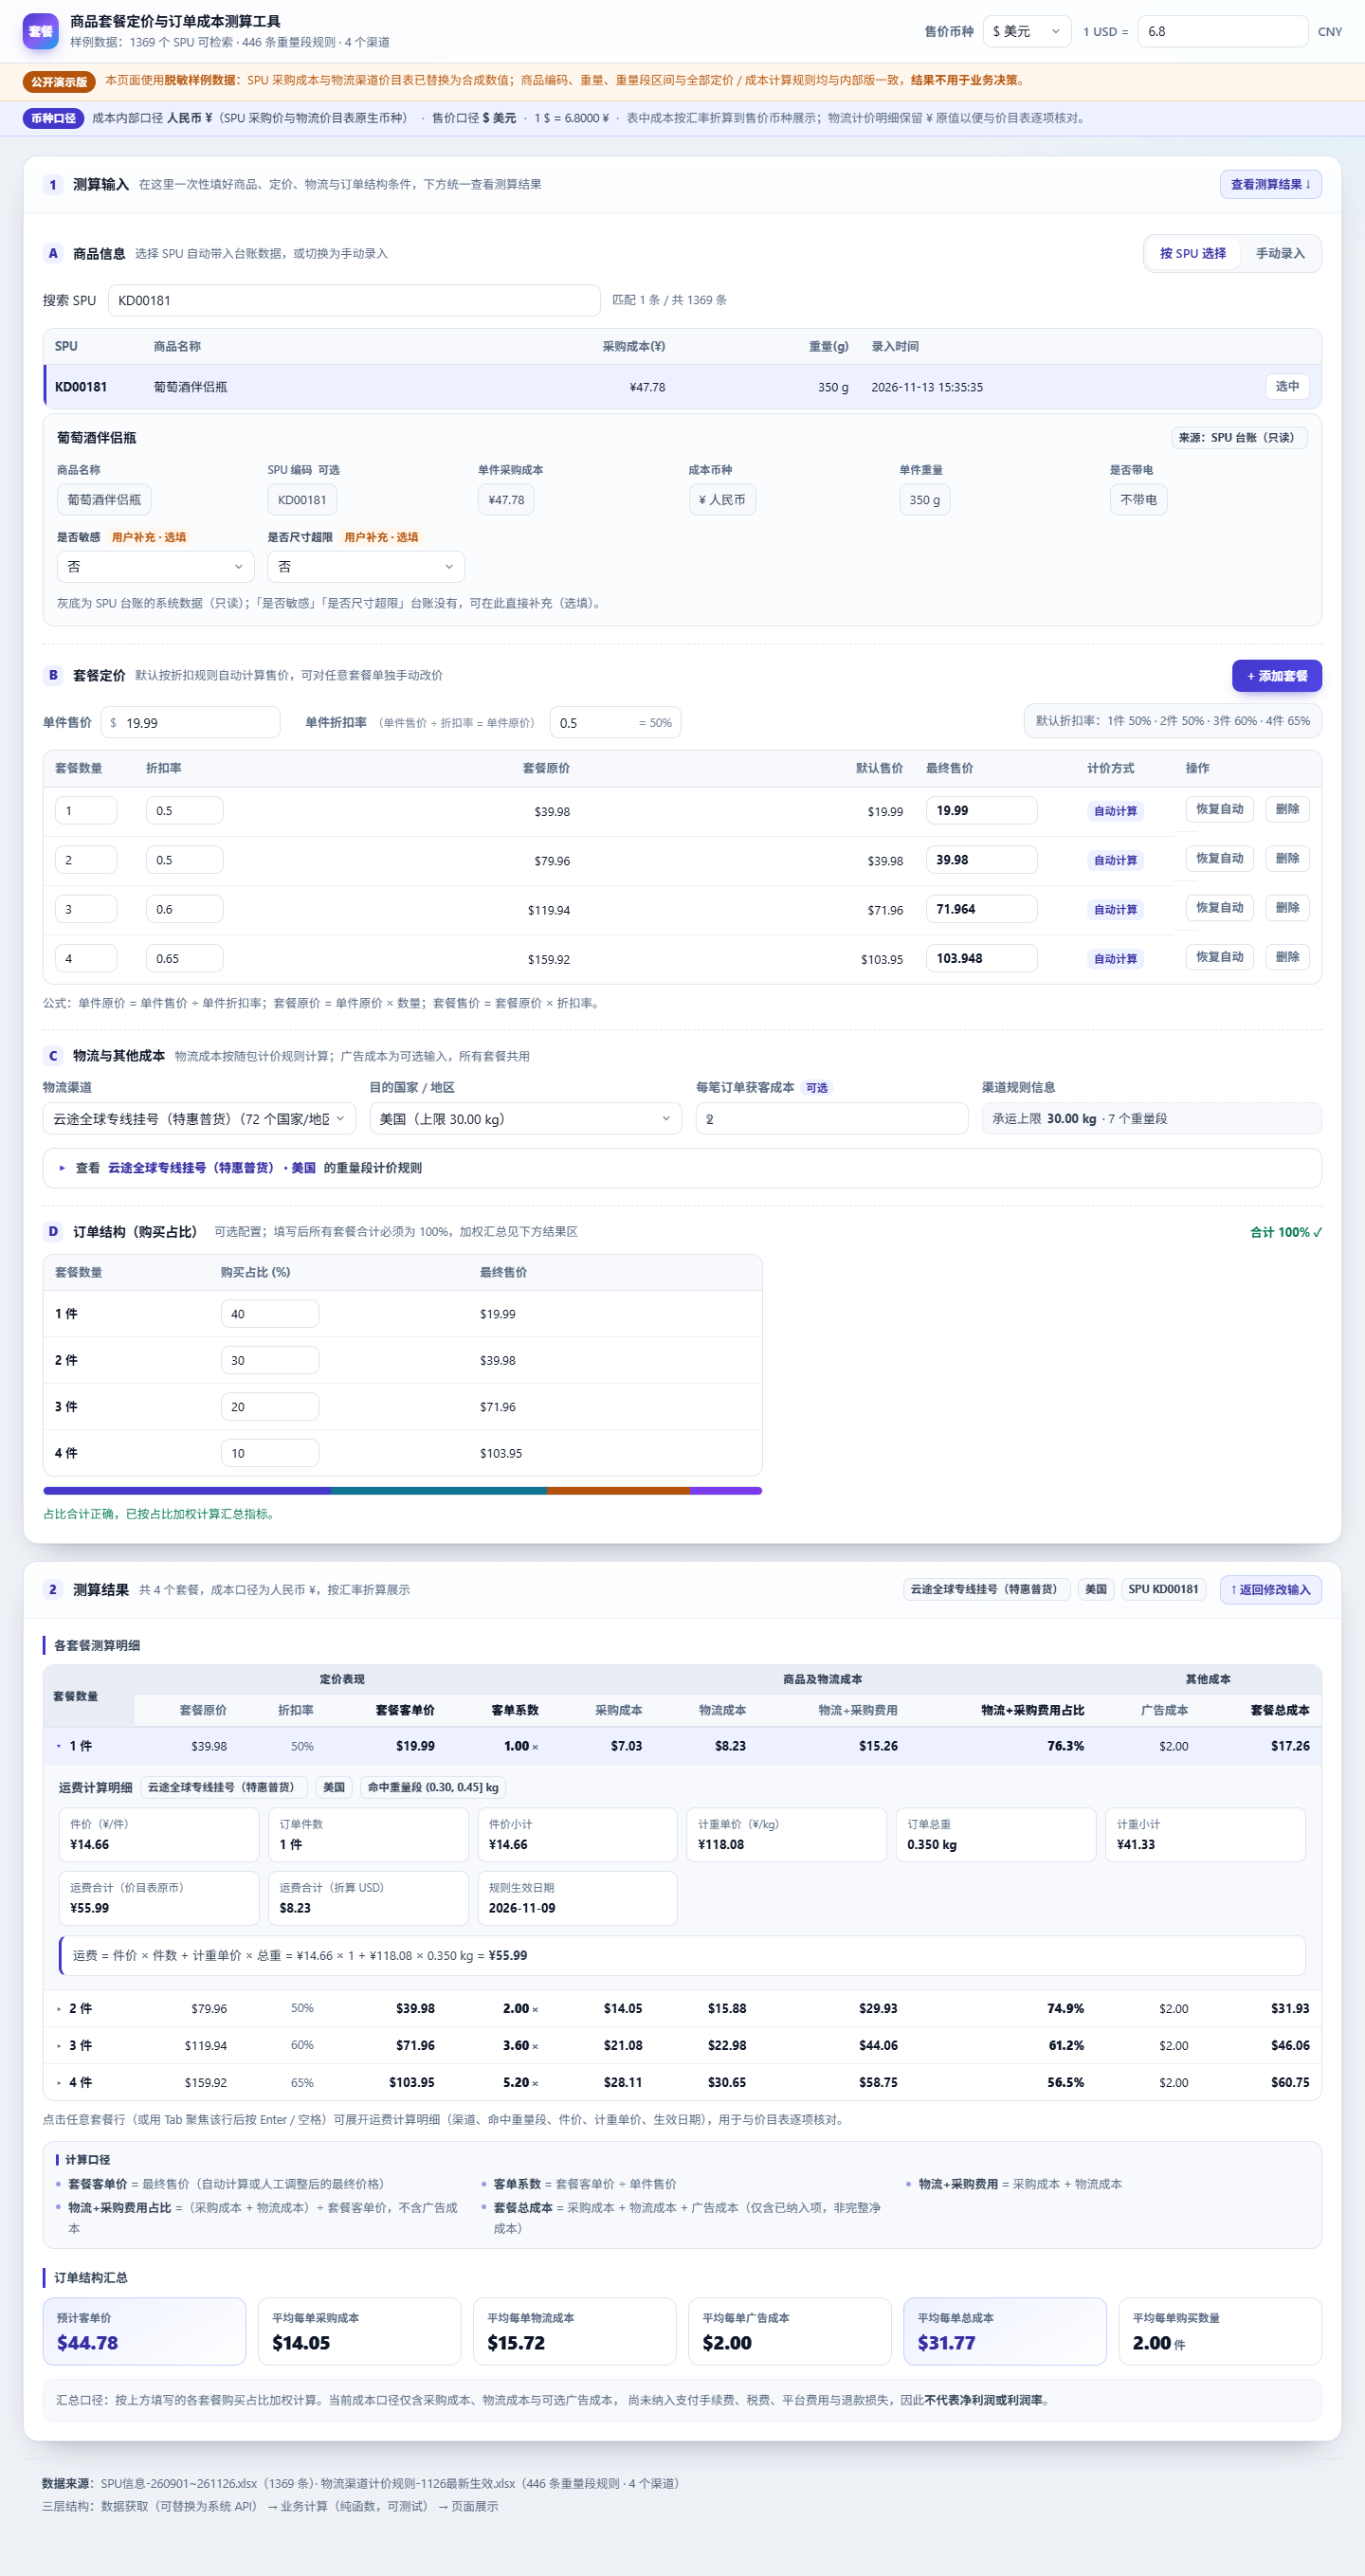 套餐
商品套餐定价与订单成本测算工具
样例数据：1369 个 SPU 可检索 · 446 条重量段规则 · 4 个渠道
售价币种 $ 美元 1 USD = 6.8 CNY
公开演示版 本页面使用脱敏样例数据：SPU 采购成本与物流渠道价目表已替换为合成数值；商品编码、重量、重量段区间与全部定价 / 成本计算规则均与内部版一致，结果不用于业务决策。
币种口径 成本内部口径 人民币 ¥（SPU 采购价与物流价目表原生币种） · 售价口径 $ 美元 · 1 $ = 6.8000 ¥ · 表中成本按汇率折算到售价币种展示；物流计价明细保留 ¥ 原值以便与价目表逐项核对。
1 测算输入 在这里一次性填好商品、定价、物流与订单结构条件，下方统一查看测算结果 查看测算结果 ↓
A 商品信息 选择 SPU 自动带入台账数据，或切换为手动录入 按 SPU 选择 手动录入
搜索 SPU KD00181 匹配 1 条 / 共 1369 条
SPU 商品名称 采购成本(¥) 重量(g) 录入时间
KD00181 葡萄酒伴侣瓶 ¥47.78 350 g 2026-11-13 15:35:35 选中
葡萄酒伴侣瓶 来源：SPU 台账（只读）
商品名称 SPU 编码 可选 单件采购成本 成本币种 单件重量 是否带电
葡萄酒伴侣瓶 KD00181 ¥47.78 ¥ 人民币 350 g 不带电
是否敏感 用户补充 · 选填 是否尺寸超限 用户补充 · 选填
否 否
灰底为 SPU 台账的系统数据（只读）；「是否敏感」「是否尺寸超限」台账没有，可在此直接补充（选填）。
B 套餐定价 默认按折扣规则自动计算售价，可对任意套餐单独手动改价 + 添加套餐
单件售价 $ 19.99 单件折扣率 （单件售价 ÷ 折扣率 = 单件原价） 0.5 = 50% 默认折扣率：1件 50% · 2件 50% · 3件 60% · 4件 65%
套餐数量 折扣率 套餐原价 默认售价 最终售价 计价方式 操作
1 0.5 $39.98 $19.99 19.99 自动计算 恢复自动 删除
2 0.5 $79.96 $39.98 39.98 自动计算 恢复自动 删除
3 0.6 $119.94 $71.96 71.964 自动计算 恢复自动 删除
4 0.65 $159.92 $103.95 103.948 自动计算 恢复自动 删除
公式：单件原价 = 单件售价 ÷ 单件折扣率；套餐原价 = 单件原价 × 数量；套餐售价 = 套餐原价 × 折扣率。
C 物流与其他成本 物流成本按随包计价规则计算；广告成本为可选输入，所有套餐共用
物流渠道 目的国家 / 地区 每笔订单获客成本 可选 渠道规则信息
云途全球专线挂号（特惠普货）（72 个国家/地区 美国（上限 30.00 kg） 2 承运上限 30.00 kg · 7 个重量段
▸ 查看 云途全球专线挂号（特惠普货） · 美国 的重量段计价规则
D 订单结构（购买占比） 可选配置；填写后所有套餐合计必须为 100%，加权汇总见下方结果区 合计 100% ✓
套餐数量 购买占比 (%) 最终售价
1 件 40 $19.99
2 件 30 $39.98
3 件 20 $71.96
4 件 10 $103.95
占比合计正确，已按占比加权计算汇总指标。
2 测算结果 共 4 个套餐，成本口径为人民币 ¥，按汇率折算展示 云途全球专线挂号（特惠普货） 美国 SPU KD00181 ↑ 返回修改输入
各套餐测算明细
套餐数量 定价表现 商品及物流成本 其他成本
套餐原价 折扣率 套餐客单价 客单系数 采购成本 物流成本 物流+采购费用 物流+采购费用占比 广告成本 套餐总成本
▾ 1 件 $39.98 50% $19.99 1.00 × $7.03 $8.23 $15.26 76.3% $2.00 $17.26
运费计算明细 云途全球专线挂号（特惠普货） 美国 命中重量段 (0.30, 0.45] kg
件价（¥/件） 订单件数 件价小计 计重单价（¥/kg） 订单总重 计重小计
¥14.66 1 件 ¥14.66 ¥118.08 0.350 kg ¥41.33
运费合计（价目表原币） 运费合计（折算 USD） 规则生效日期
¥55.99 $8.23 2026-11-09
运费 = 件价 × 件数 + 计重单价 × 总重 = ¥14.66 × 1 + ¥118.08 × 0.350 kg = ¥55.99
▸ 2 件 $79.96 50% $39.98 2.00 × $14.05 $15.88 $29.93 74.9% $2.00 $31.93
▸ 3 件 $119.94 60% $71.96 3.60 × $21.08 $22.98 $44.06 61.2% $2.00 $46.06
▸ 4 件 $159.92 65% $103.95 5.20 × $28.11 $30.65 $58.75 56.5% $2.00 $60.75
点击任意套餐行（或用 Tab 聚焦该行后按 Enter / 空格）可展开运费计算明细（渠道、命中重量段、件价、计重单价、生效日期），用于与价目表逐项核对。
计算口径
套餐客单价 = 最终售价（自动计算或人工调整后的最终价格） 客单系数 = 套餐客单价 ÷ 单件售价 物流+采购费用 = 采购成本 + 物流成本
物流+采购费用占比 =（采购成本 + 物流成本）÷ 套餐客单价，不含广告成本
套餐总成本 = 采购成本 + 物流成本 + 广告成本（仅含已纳入项，非完整净成本）
订单结构汇总
预计客单价 平均每单采购成本 平均每单物流成本 平均每单广告成本 平均每单总成本 平均每单购买数量
$44.78 $14.05 $15.72 $2.00 $31.77 2.00 件
汇总口径：按上方填写的各套餐购买占比加权计算。当前成本口径仅含采购成本、物流成本与可选广告成本， 尚未纳入支付手续费、税费、平台费用与退款损失，因此不代表净利润或利润率。
数据来源：SPU信息-260901~261126.xlsx（1369 条）· 物流渠道计价规则-1126最新生效.xlsx（446 条重量段规则 · 4 个渠道）
三层结构：数据获取（可替换为系统 API） → 业务计算（纯函数，可测试） → 页面展示